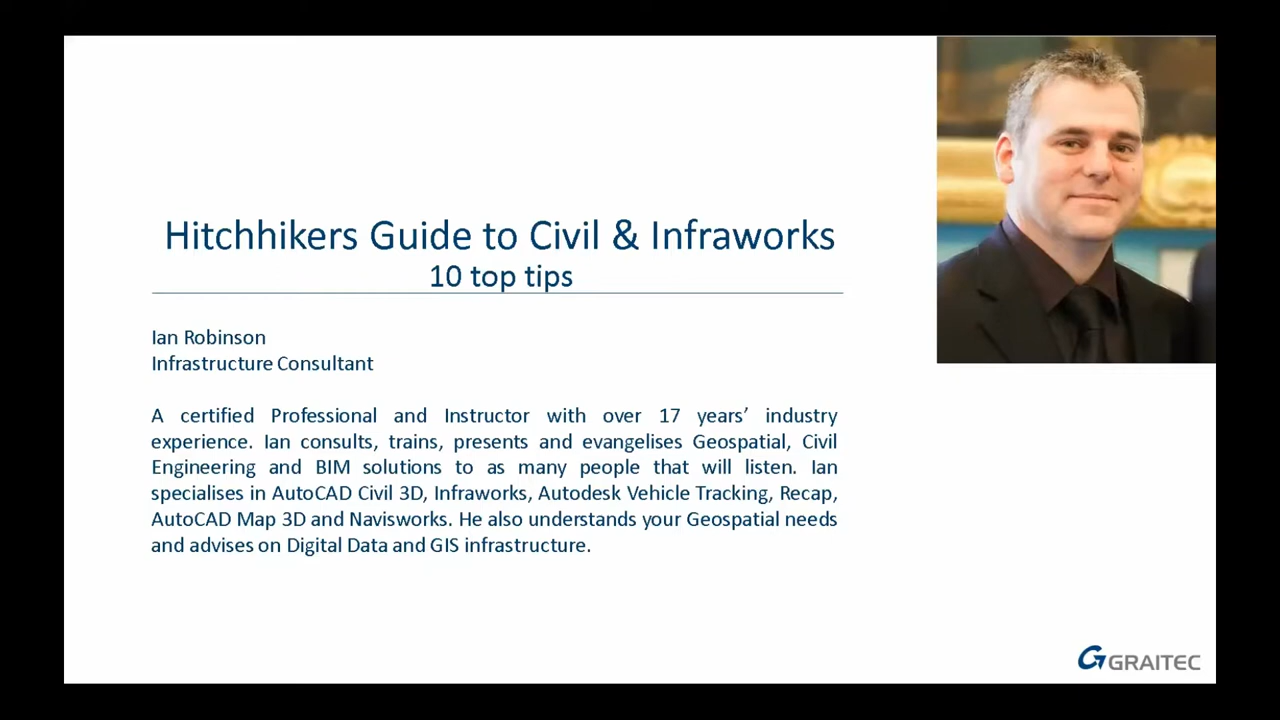 Hitchhikers Guide to Civil & Infraworks
10 top tips
Ian Robinson
Infrastructure Consultant
A certified Professional and Instructor with over 17 years’ industry
experience. Ian consults, trains, presents and evangelises Geospatial, Civil
Engineering and BIM solutions to as many people that will listen. Ian
specialises in AutoCAD Civil 3D, Infraworks, Autodesk Vehicle Tracking, Recap,
AutoCAD Map 3D and Navisworks. He also understands your Geospatial needs
and advises on Digital Data and GIS infrastructure.
GRAITEC